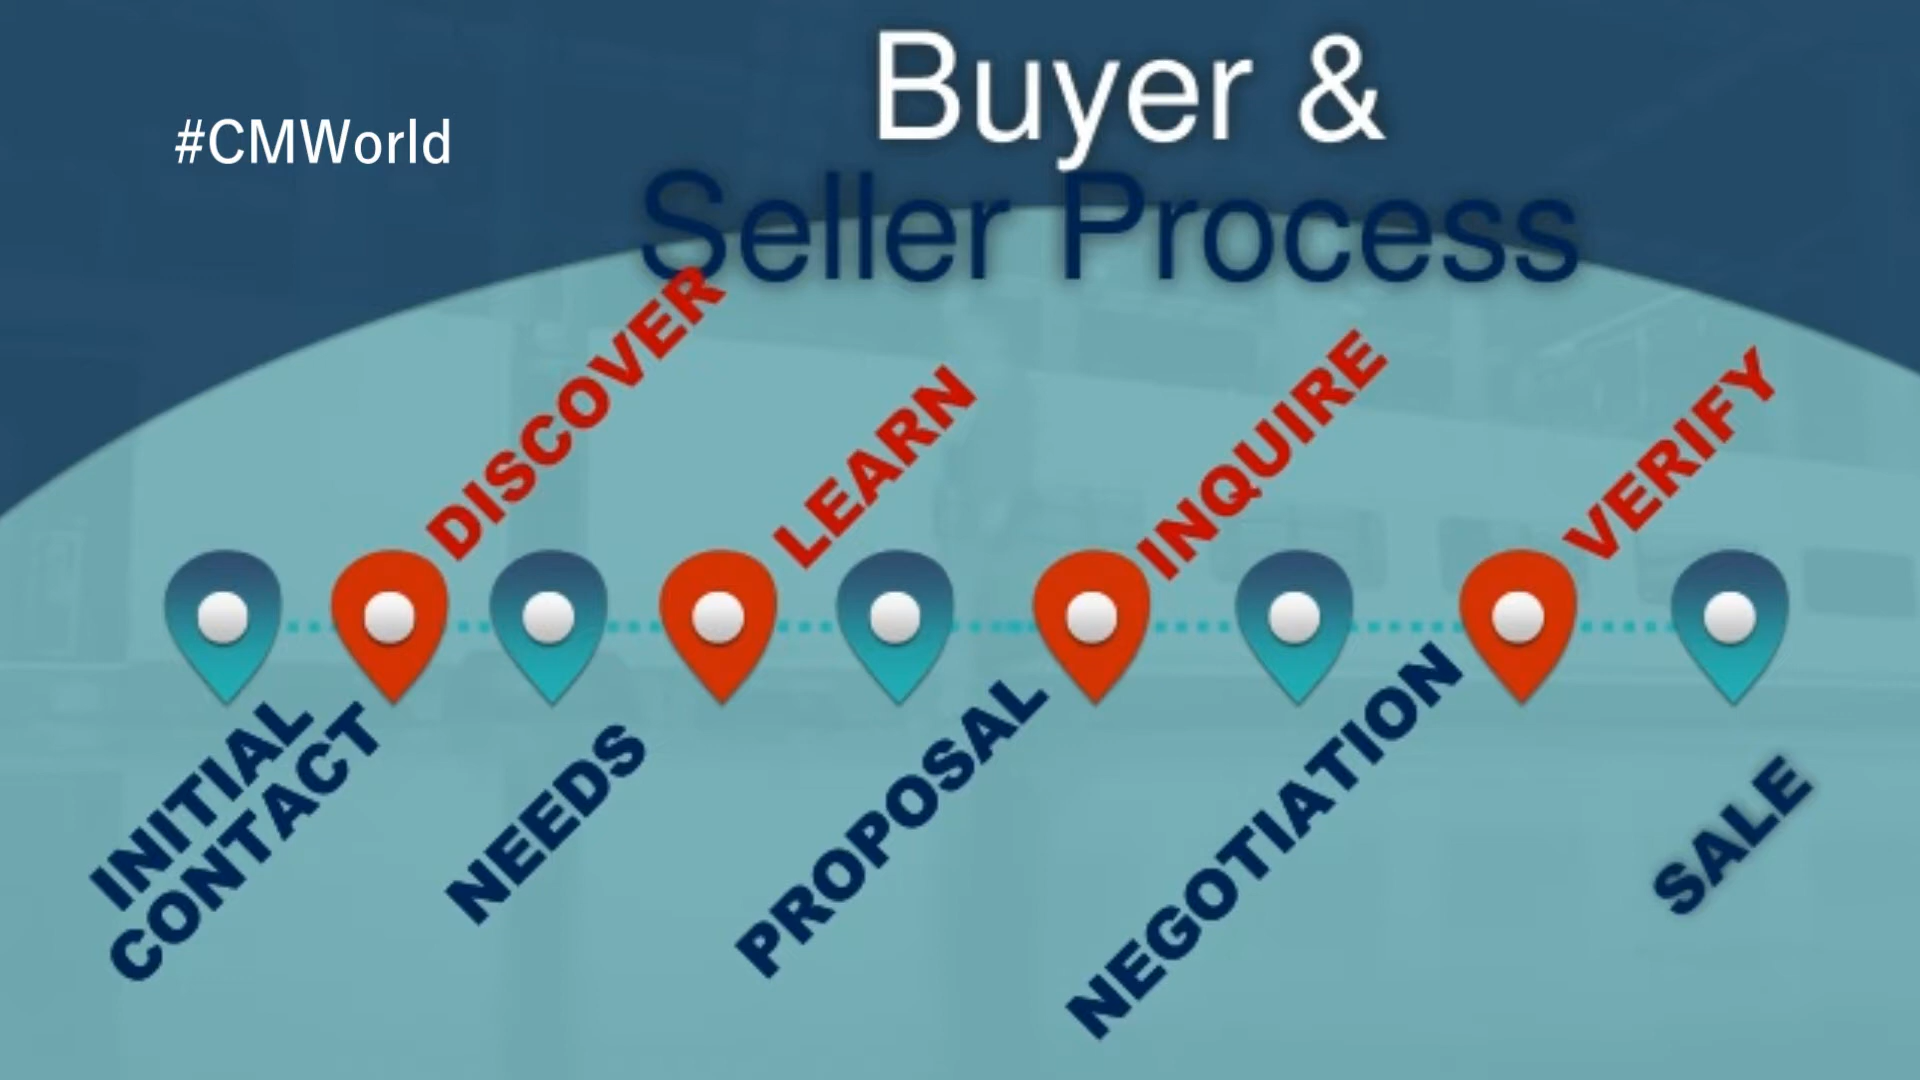 #CMWorld
Buyer &
Seller Process
DISCOVER
LEARN
INQUIRE
VERIFY
INITIAL
CONTACT
NEEDS
PROPOSAL
NEGOTIATION
SALE